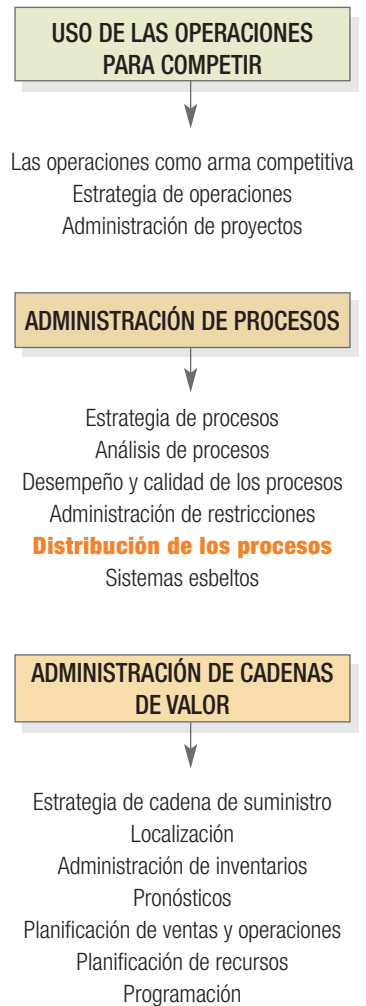 USO DE LAS OPERACIONES
PARA COMPETIR
Las operaciones como arma competitiva
Estrategia de operaciones
Administración de proyectos
ADMINISTRACIÓN DE PROCESOS
Estrategia de procesos
Análisis de procesos
Desempeño y calidad de los procesos
Administración de restricciones
Distribución de los procesos
Sistemas esbeltos
ADMINISTRACIÓN DE CADENAS
DE VALOR
Estrategia de cadena de suministro
Localización
Administración de inventarios
Pronósticos
Planificación de ventas y operaciones
Planificación de recursos
Programación